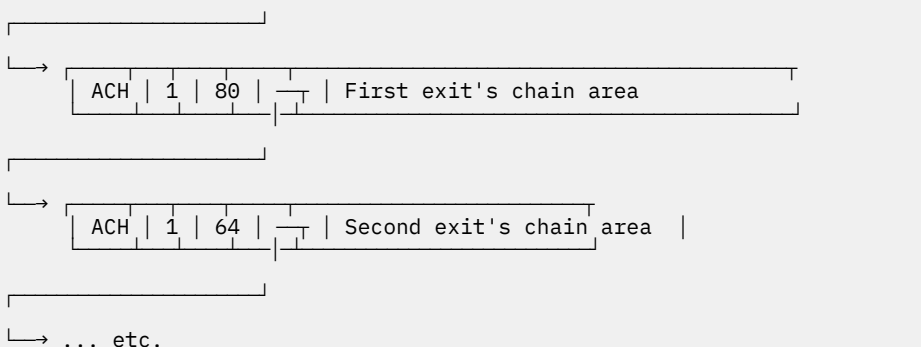 ACH │ 1 │ 80 │ │ First exit's chain area
ACH │ 1 │ 64 │ │ Second exit's chain area │
... etc.